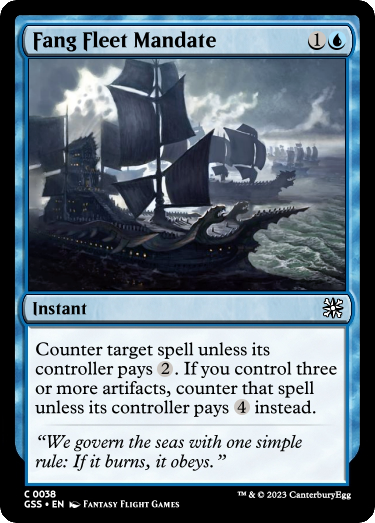 Fang Fleet Mandate 1
Instant
Counter target spell unless its
controller pays 2. If you control three
or more artifacts, counter that spell
unless its controller pays 4 instead.
“We govern the seas with one simple
rule: If it burns, it obeys.”
C 0038
GSS • EN Fantasy Flight Games
™ & © 2023 CanterburyEgg